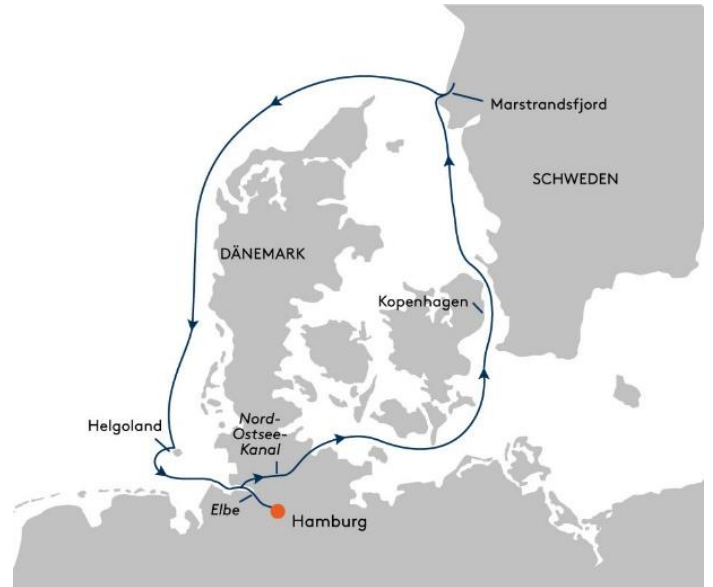 Marstrandsfjord
SCHWEDEN
DÄNEMARK
Kopenhagen
Helgoland
Nord-
Ostsee-
Kanal
Elbe
Hamburg